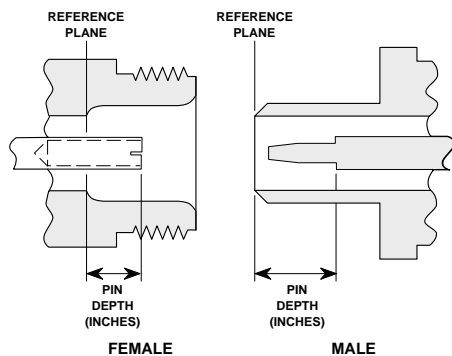 REFERENCE
PLANE
REFERENCE
PLANE
PIN
DEPTH
(INCHES)
PIN
DEPTH
(INCHES)
FEMALE
MALE